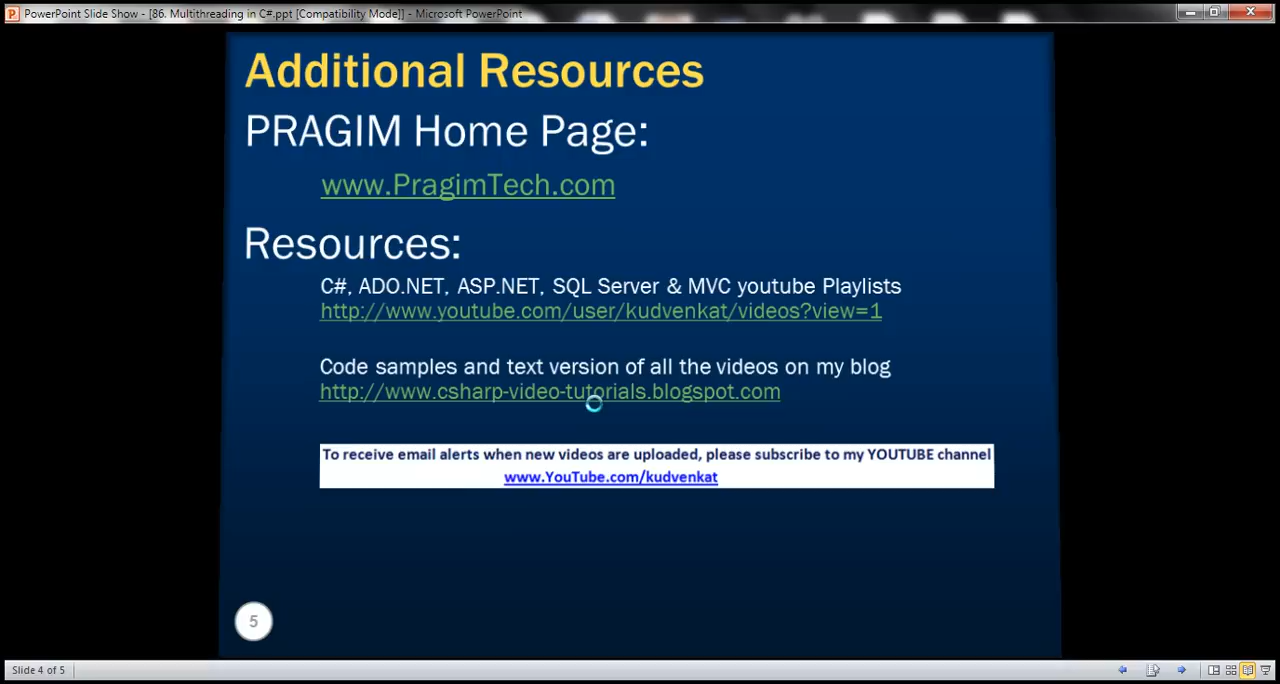 PowerPoint Slide Show - [86. Multithreading in C#.ppt [Compatibility Mode]] - Microsoft PowerPoint
Additional Resources
PRAGIM Home Page:
www.PragimTech.com
Resources:
C#, ADO.NET, ASP.NET, SQL Server & MVC youtube Playlists
http://www.youtube.com/user/kudvenkat/videos?view=1
Code samples and text version of all the videos on my blog
http://www.csharp-video-tutorials.blogspot.com
To receive email alerts when new videos are uploaded, please subscribe to my YOUTUBE channel
www.YouTube.com/kudvenkat
5
Slide 4 of 5